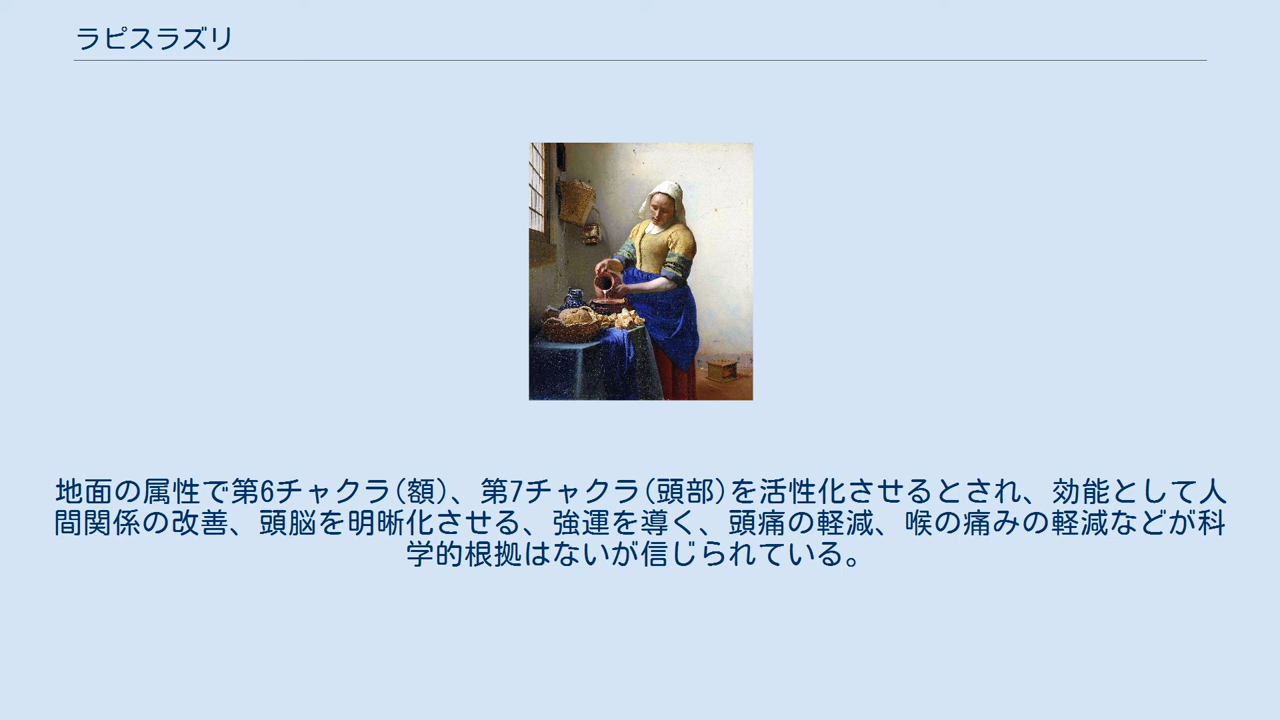 ラピスラズリ
地面の属性で第6チャクラ(額)、第7チャクラ(頭部)を活性化させるとされ、効能として人
間関係の改善、頭脳を明晰化させる、強運を導く、頭痛の軽減、喉の痛みの軽減などが科
学的根拠はないが信じられている。